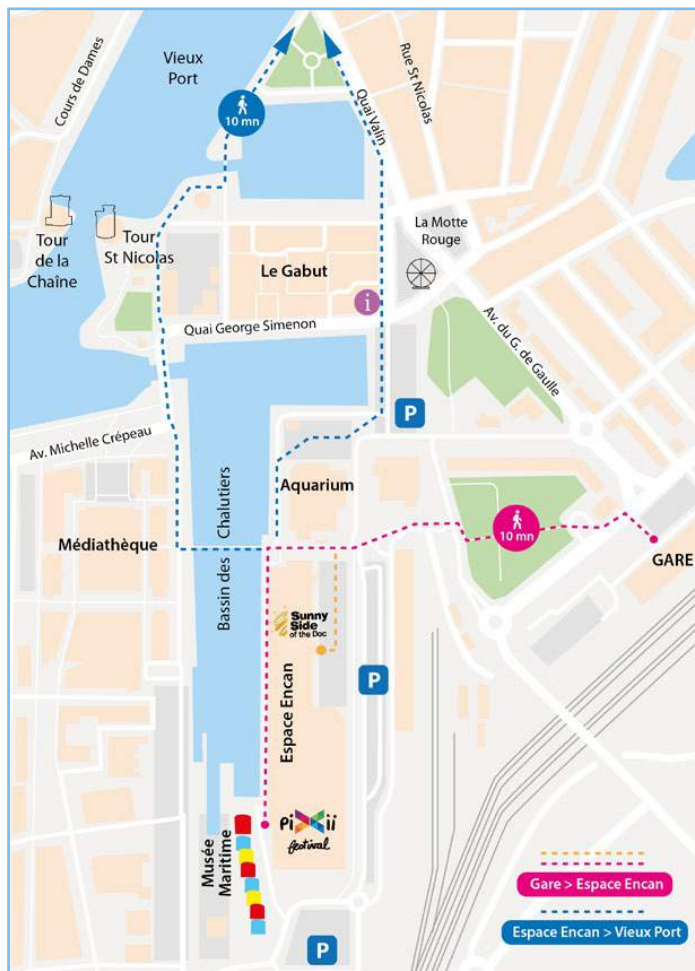 Vieux
Port
Cours de Dames
Rue St Nicolas
10 mn
Quai Valin
Tour
de la
Chaîne
Tour
St Nicolas
La Motte
Rouge
Le Gabut
i
Quai George Simenon
Av. du G. de Gaulle
P
Av. Michelle Crépeau
Aquarium
Médiathèque
Bassin des Chalutiers
10 mn
GARE
Sunny
Side
of the Doc
P
Espace Encan
PiXii
festival
Musée
Maritime
Gare > Espace Encan
Espace Encan > Vieux Port
P